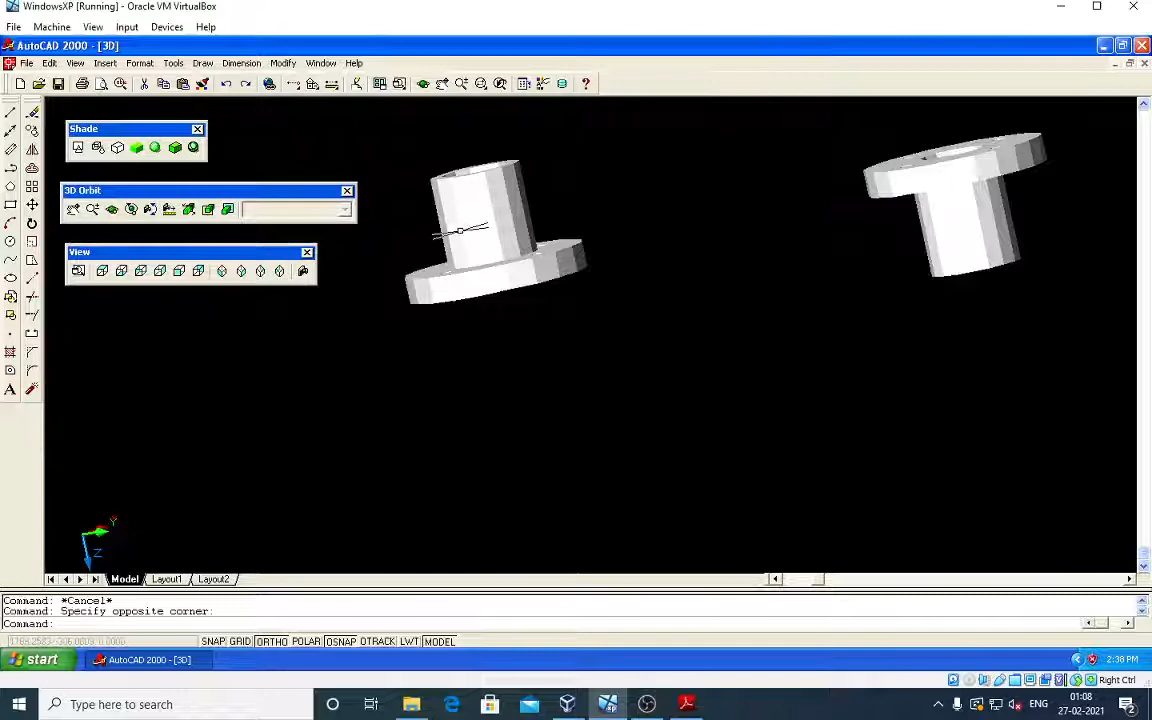 WindowsXP [Running] - Oracle VM VirtualBox
File Machine View Input Devices Help
AutoCAD 2000 - [3D]
File Edit View Insert Format Tools Draw Dimension Modify Window Help
Shade
3D Orbit
View
Y
Z
Model Layout1 Layout2
Command: *Cancel*
Command: Specify opposite corner:
Command:
SNAP GRID ORTHO POLAR OSNAP OTRACK LWT MODEL
start AutoCAD 2000 - [3D] 2:38 PM
Right Ctrl
Type here to search ENG 01:08
27-02-2021
2